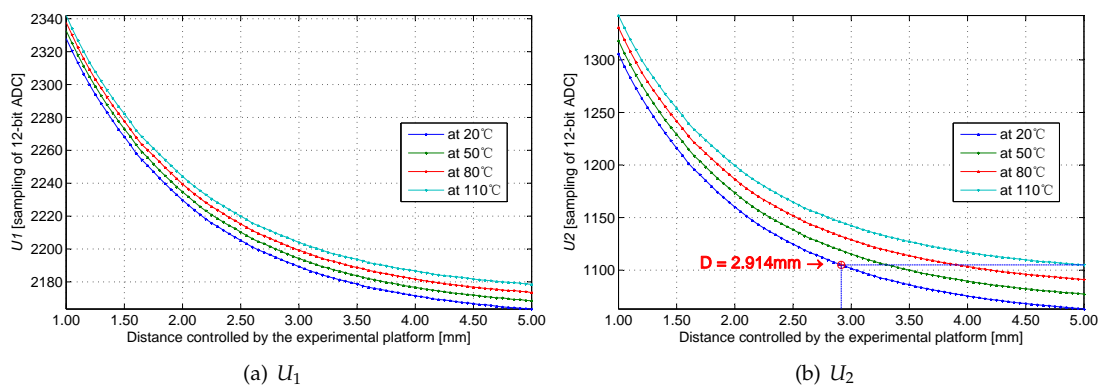 2340
2320
2300
2280
2260
2240
2220
2200
2180
U1 [sampling of 12-bit ADC]
at 20℃
at 50℃
at 80℃
at 110℃
1.00 1.50 2.00 2.50 3.00 3.50 4.00 4.50 5.00
Distance controlled by the experimental platform [mm]
(a) U₁
1300
1250
1200
1150
1100
U2 [sampling of 12-bit ADC]
at 20℃
at 50℃
at 80℃
at 110℃
D = 2.914mm →
1.00 1.50 2.00 2.50 3.00 3.50 4.00 4.50 5.00
Distance controlled by the experimental platform [mm]
(b) U₂